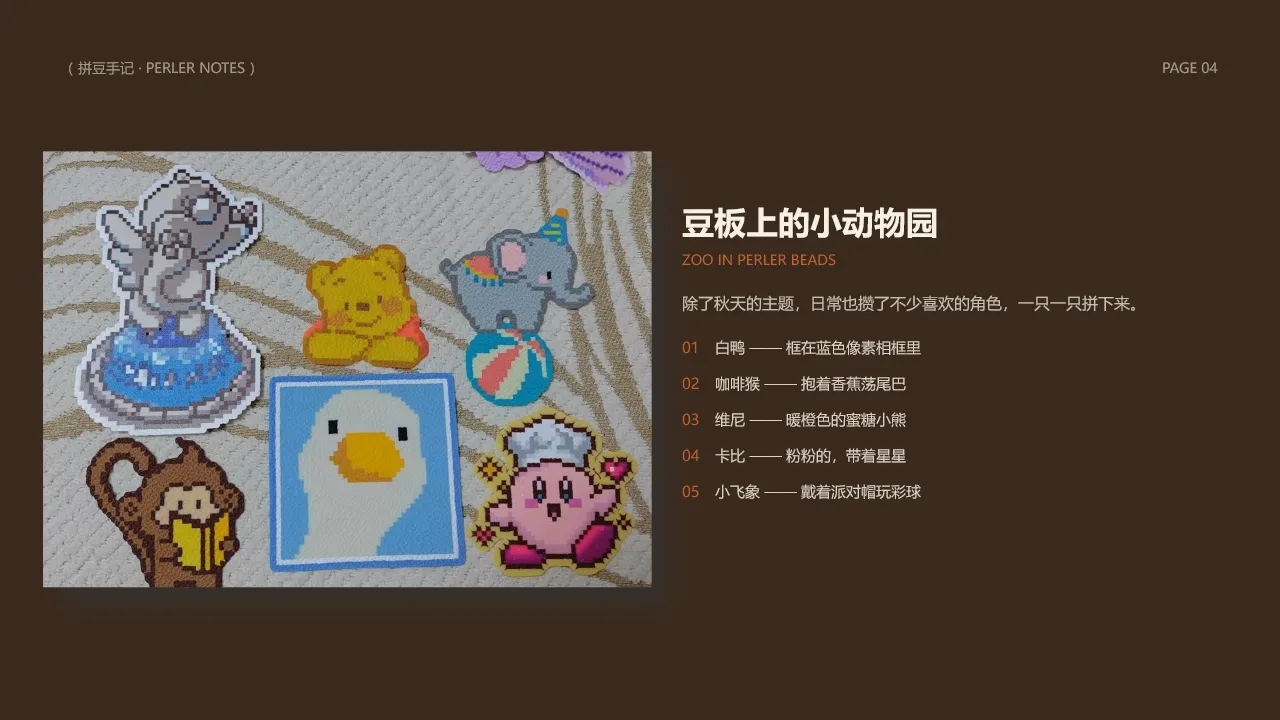 ( 拼豆手记 · PERLER NOTES )
PAGE 04
豆板上的小动物园
ZOO IN PERLER BEADS
除了秋天的主题，日常也攒了不少喜欢的角色，一只一只拼下来。
01 白鸭 —— 框在蓝色像素相框里
02 咖啡猴 —— 抱着香蕉荡尾巴
03 维尼 —— 暖橙色的蜜糖小熊
04 卡比 —— 粉粉的，带着星星
05 小飞象 —— 戴着派对帽玩彩球